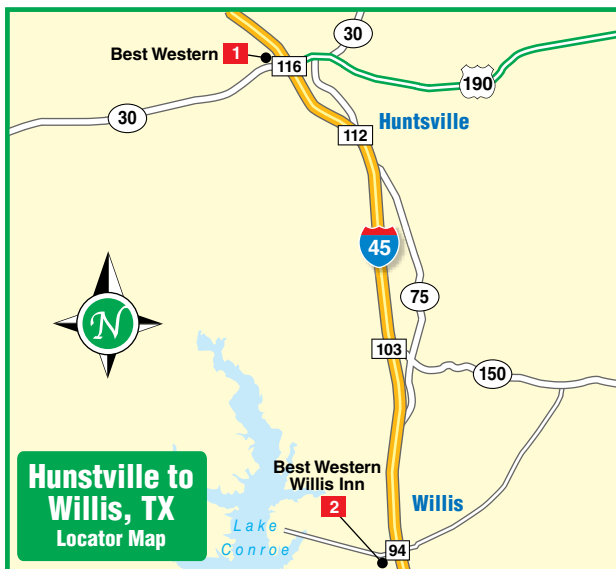 30
Best Western 1
116
190
30
112 Huntsville
45
N
75
103
150
Hunstville to
Willis, TX
Locator Map
Best Western
Willis Inn
2
Willis
Lake
Conroe
94